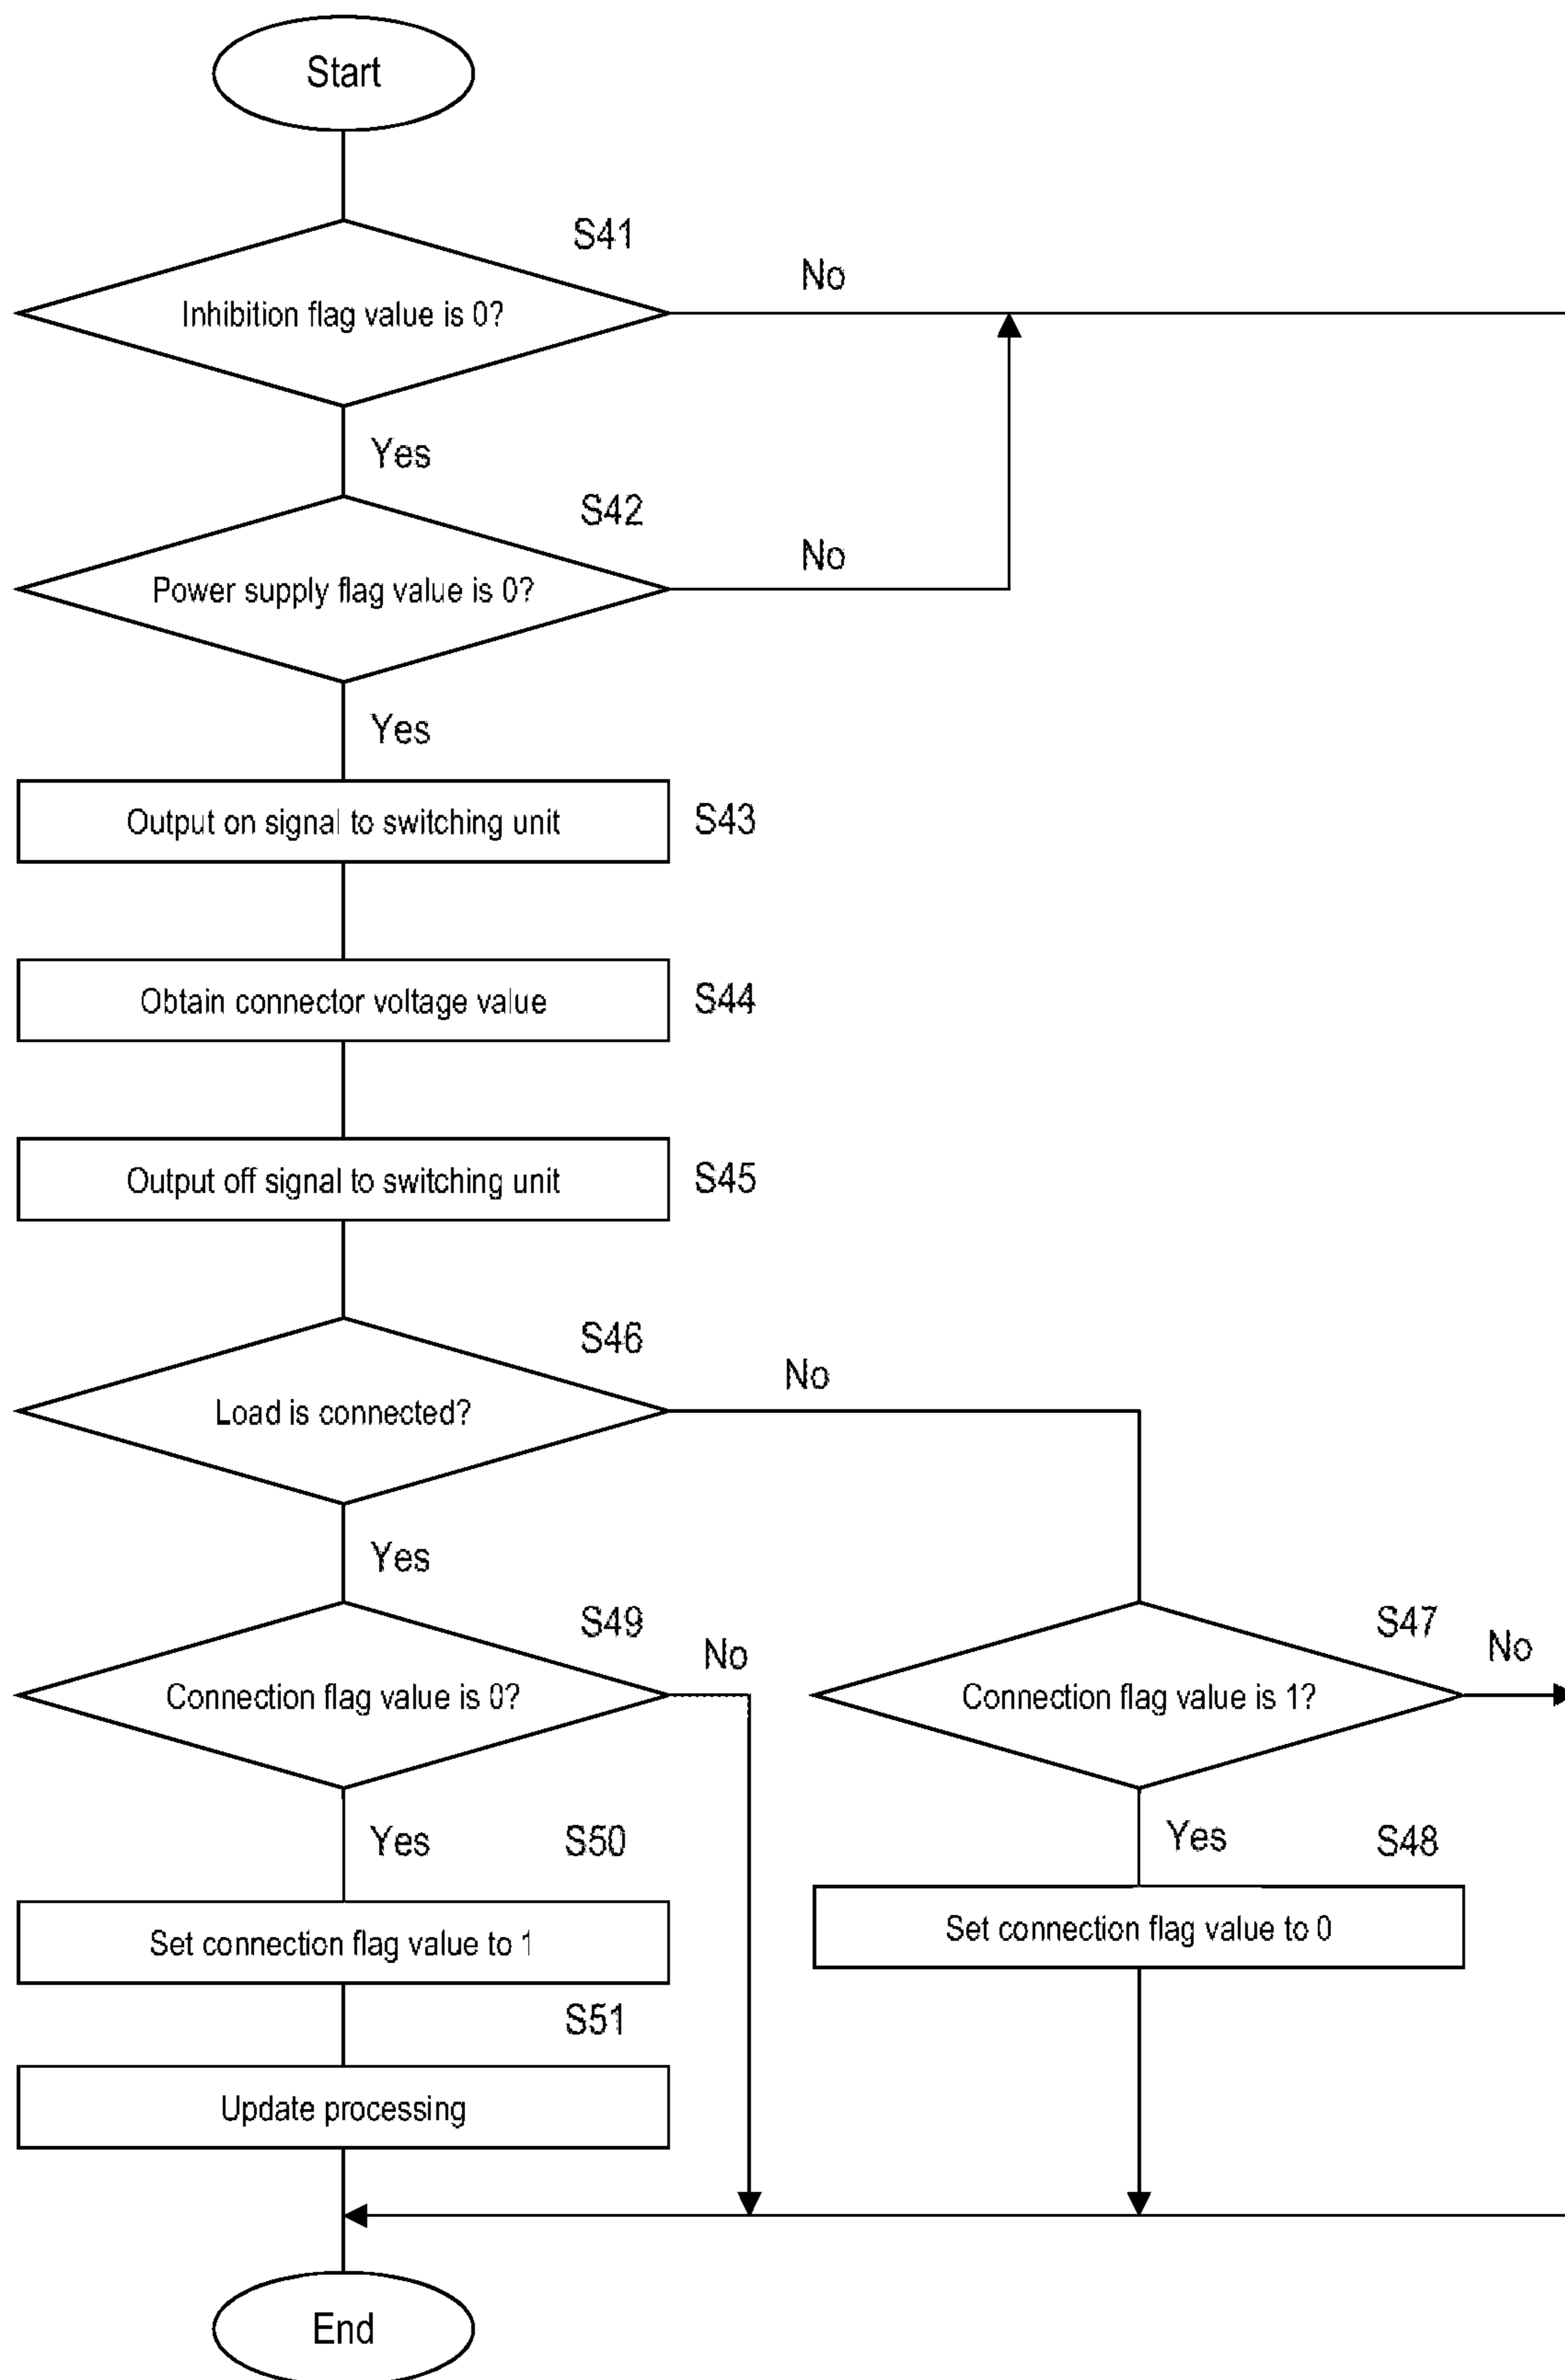 Start
S41
No
Inhibition flag value is 0?
Yes
S42
No
Power supply flag value is 0?
Yes
Output on signal to switching unit
S43
Obtain connector voltage value
S44
Output off signal to switching unit
S45
S46
No
Load is connected?
Yes
S49
No
S47
No
Connection flag value is 0?
Connection flag value is 1?
Yes
S50
Yes
S48
Set connection flag value to 1
Set connection flag value to 0
S51
Update processing
End